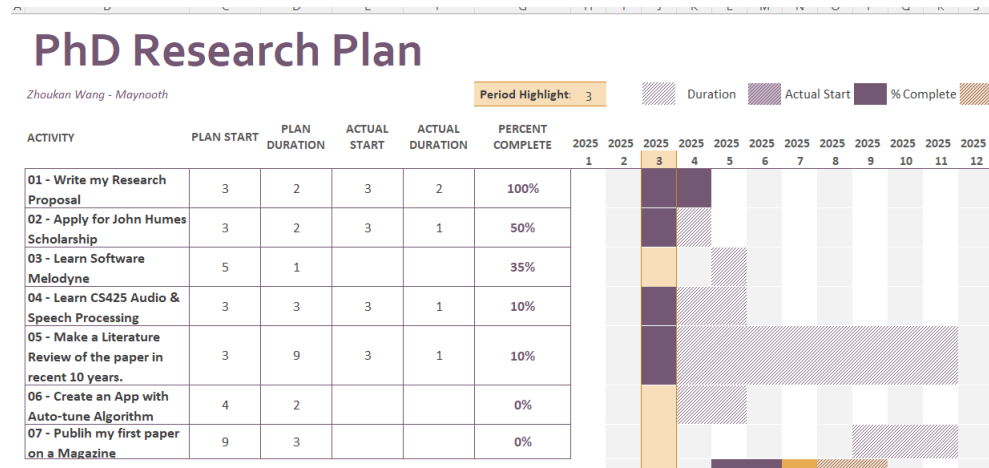 PhD Research Plan
Zhoukan Wang - Maynooth
Period Highlight: 3
Duration
Actual Start
% Complete
ACTIVITY
PLAN START
PLAN
DURATION
ACTUAL
START
ACTUAL
DURATION
PERCENT
COMPLETE
2025 2025 2025 2025 2025 2025 2025 2025 2025 2025 2025 2025
1 2 3 4 5 6 7 8 9 10 11 12
01 - Write my Research
Proposal
3 2 3 2 100%
02 - Apply for John Humes
Scholarship
3 2 3 1 50%
03 - Learn Software
Melodyne
5 1 35%
04 - Learn CS425 Audio &
Speech Processing
3 3 3 1 10%
05 - Make a Literature
Review of the paper in
recent 10 years.
3 9 3 1 10%
06 - Create an App with
Auto-tune Algorithm
4 2 0%
07 - Publih my first paper
on a Magazine
9 3 0%